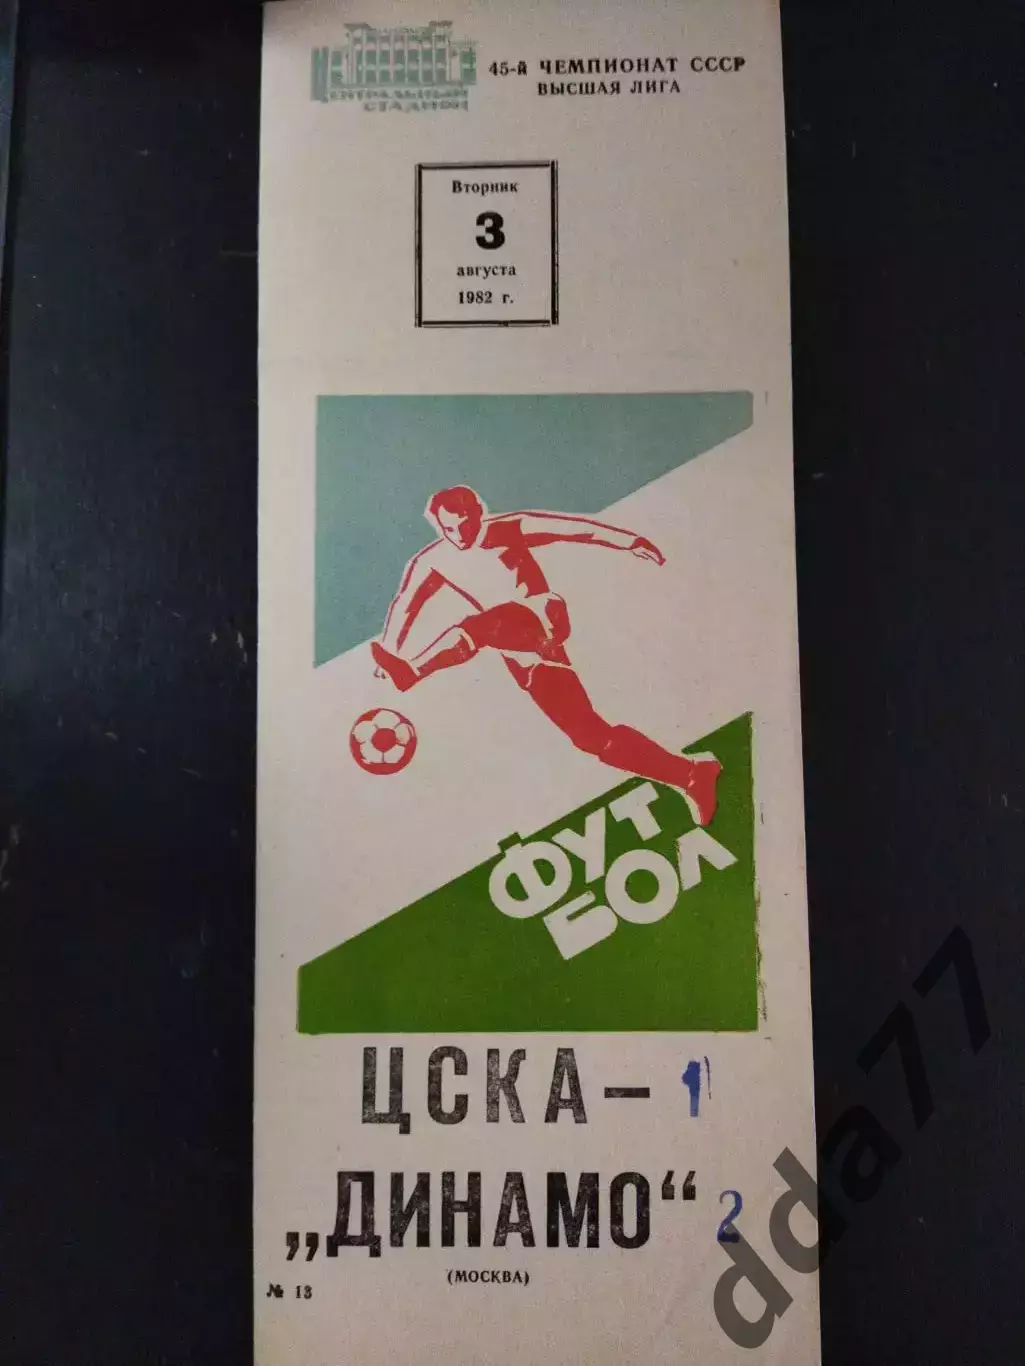 ЦЕНТРАЛЬНЫЙ
СТАДИОН
45-й ЧЕМПИОНАТ СССР
ВЫСШАЯ ЛИГА
Вторник
3
августа
1982 г.
ФУТ
БОЛ
ЦСКА – 1
„ДИНАМО“ 2
(МОСКВА)
№ 13
dda77